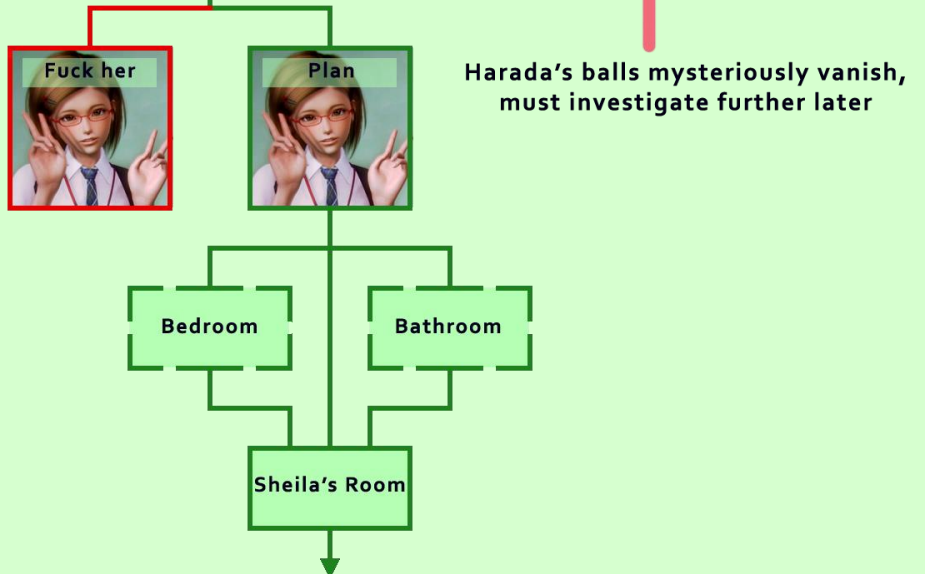 Fuck her
Plan
Harada's balls mysteriously vanish,
must investigate further later
Bedroom
Bathroom
Sheila's Room